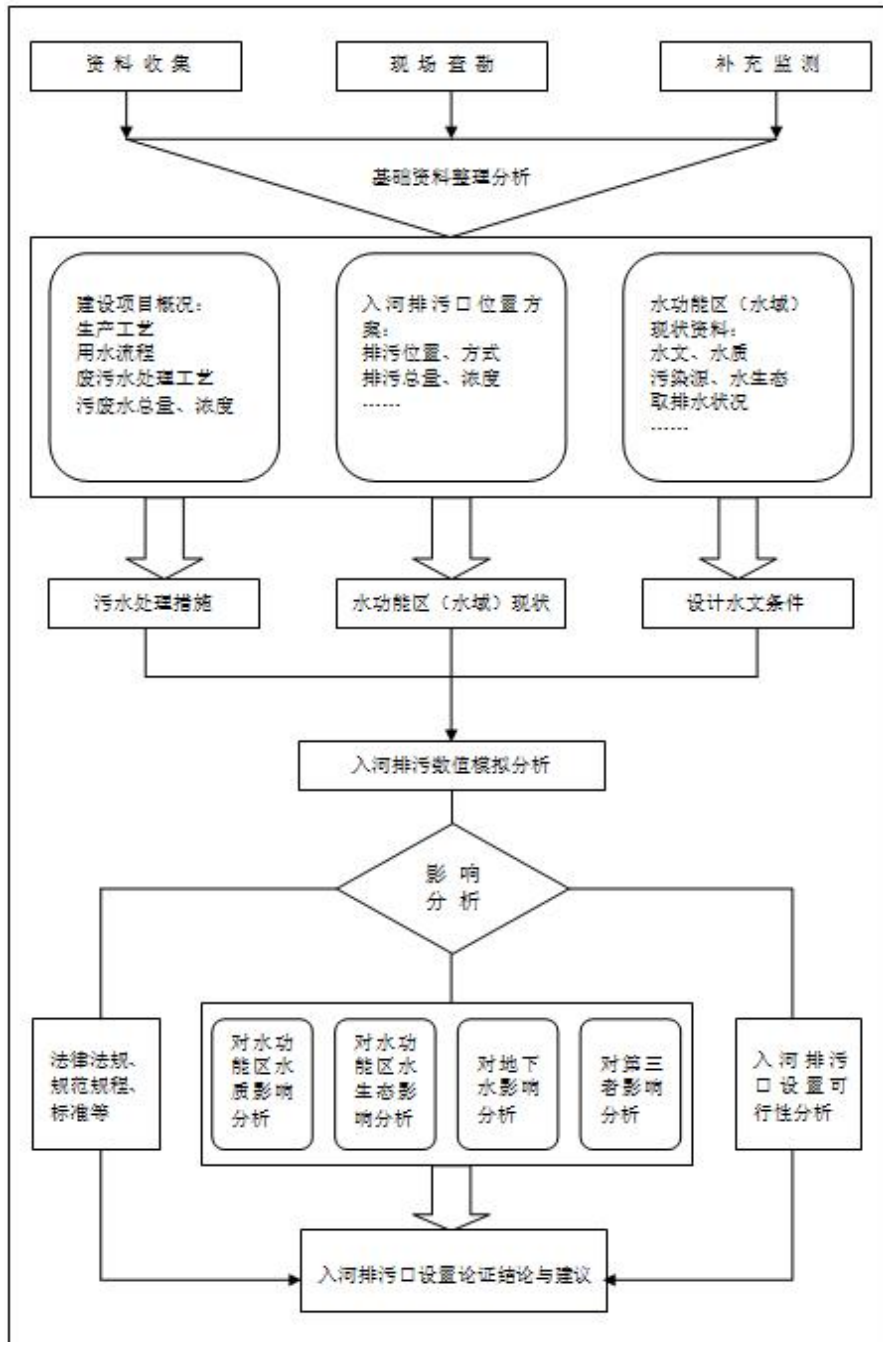 资料收集
现场查勘
补充监测
基础资料整理分析
建设项目概况：
生产工艺
用水流程
废污水处理工艺
污废水总量、浓度
入河排污口位置方
案：
排污位置、方式
排污总量、浓度
······
水功能区（水域）
现状资料：
水文、水质
污染源、水生态
取排水状况
······
污水处理措施
水功能区（水域）现状
设计水文条件
入河排污数值模拟分析
影响
分析
法律法规、
规范规程、
标准等
对水功
能区水
质影响
分析
对水功
能区水
生态影
响分析
对地下
水影响
分析
对第三
者影响
分析
入河排污
口设置可
行性分析
入河排污口设置论证结论与建议